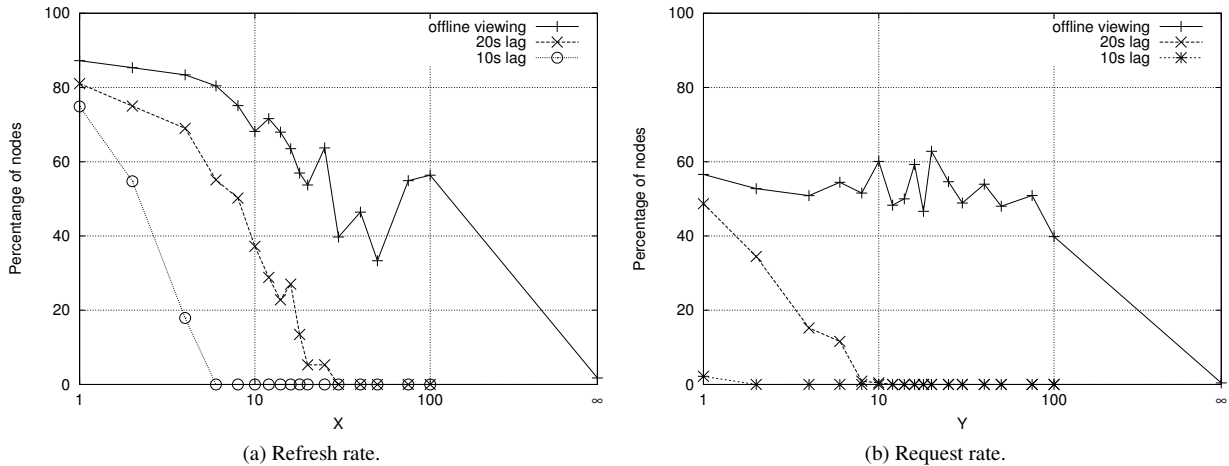 100
80
60
40
20
0
1
10
100
∞
Percentange of nodes
X
offline viewing
20s lag
10s lag
(a) Refresh rate.
100
80
60
40
20
0
1
10
100
∞
Percentage of nodes
Y
offline viewing
20s lag
10s lag
(b) Request rate.